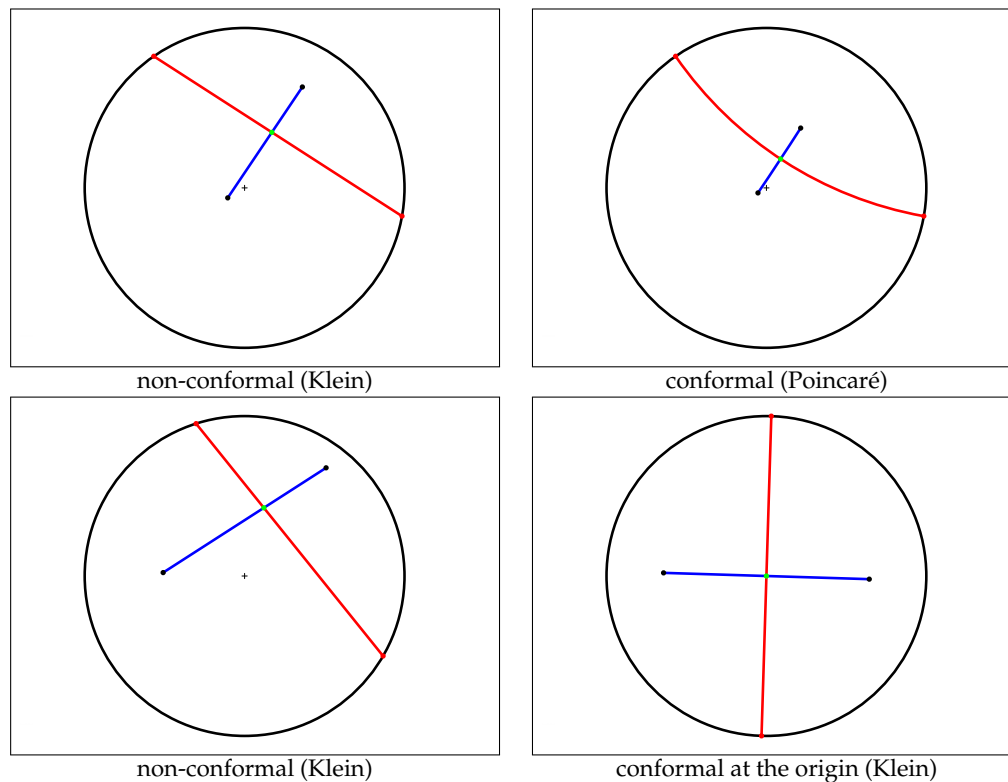 non-conformal (Klein)
conformal (Poincaré)
non-conformal (Klein)
conformal at the origin (Klein)